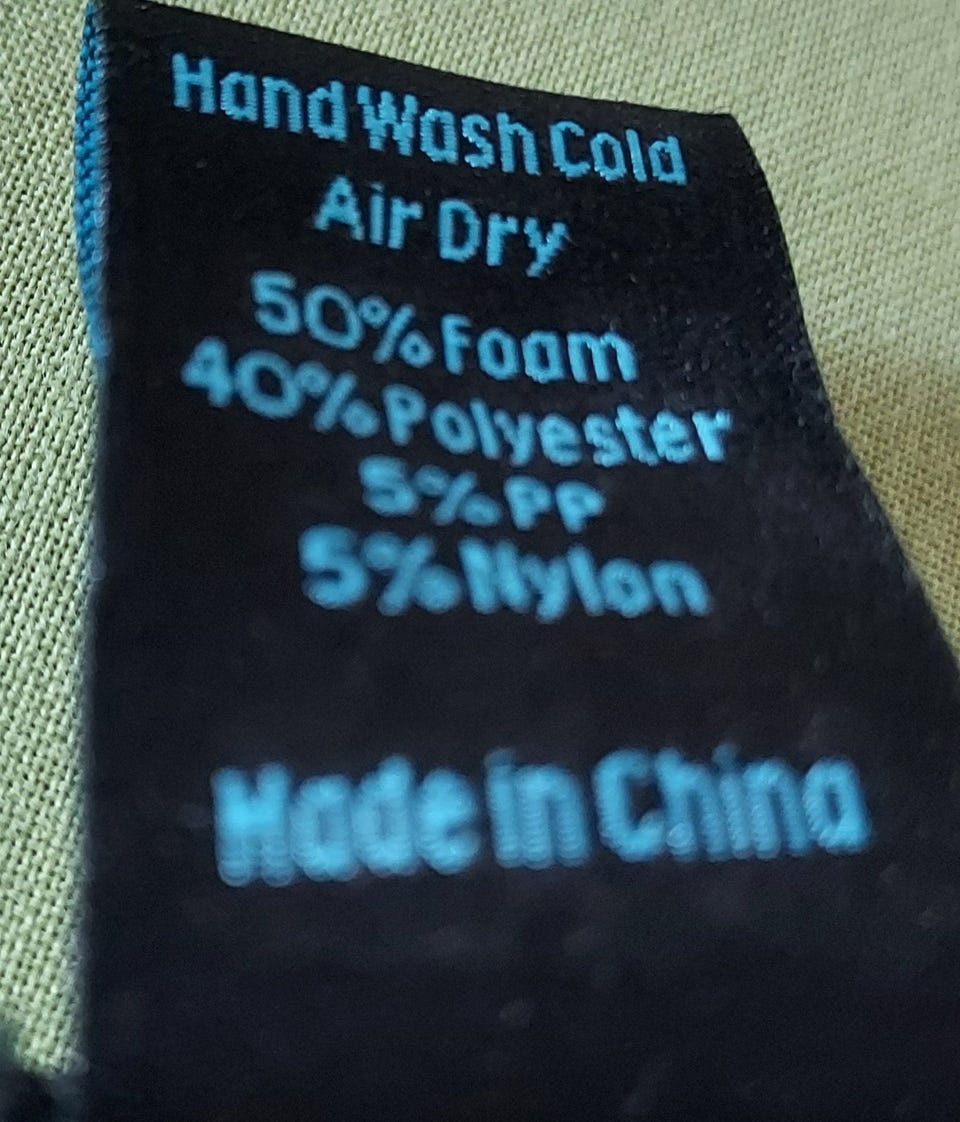 Hand Wash Cold
Air Dry
50% Foam
40% Polyester
5% PP
5% Nylon
Made in China